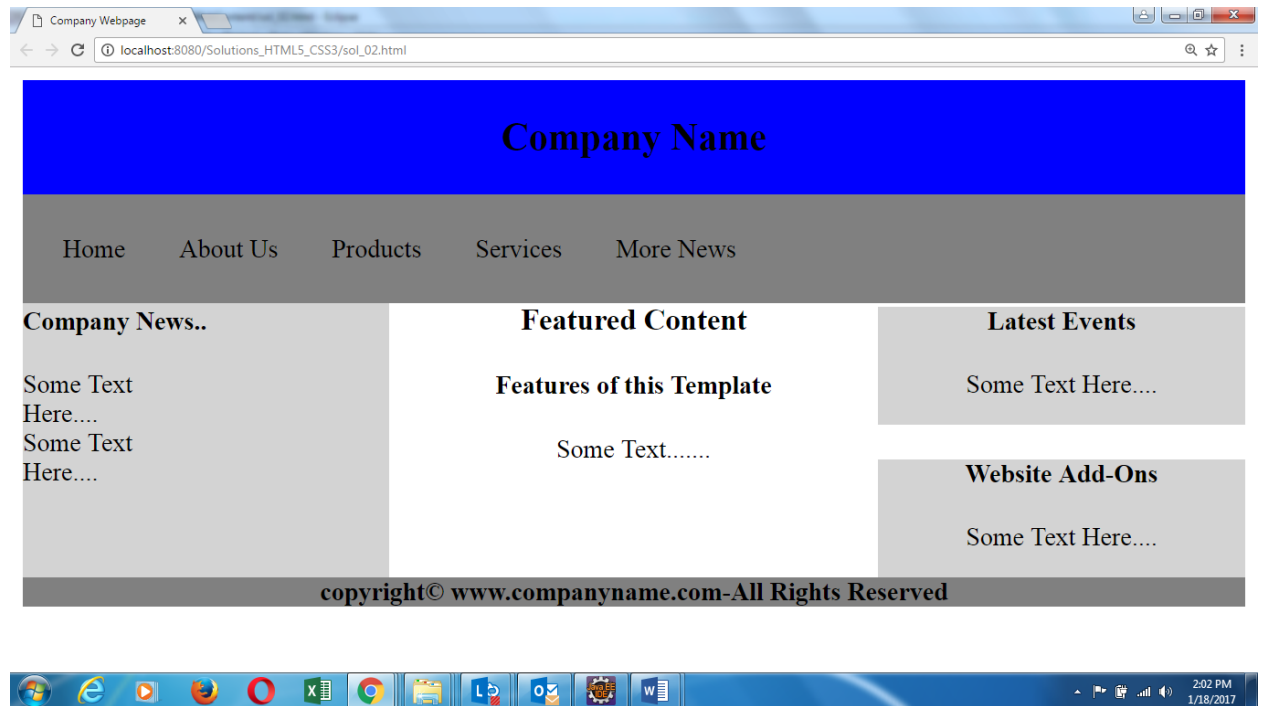 Company Webpage
localhost:8080/Solutions_HTML5_CSS3/sol_02.html
Company Name
Home About Us Products Services More News
Company News..
Some Text
Here....
Some Text
Here....
Featured Content
Features of this Template
Some Text.......
Latest Events
Some Text Here....
Website Add-Ons
Some Text Here....
copyright© www.companyname.com-All Rights Reserved
2:02 PM
1/18/2017